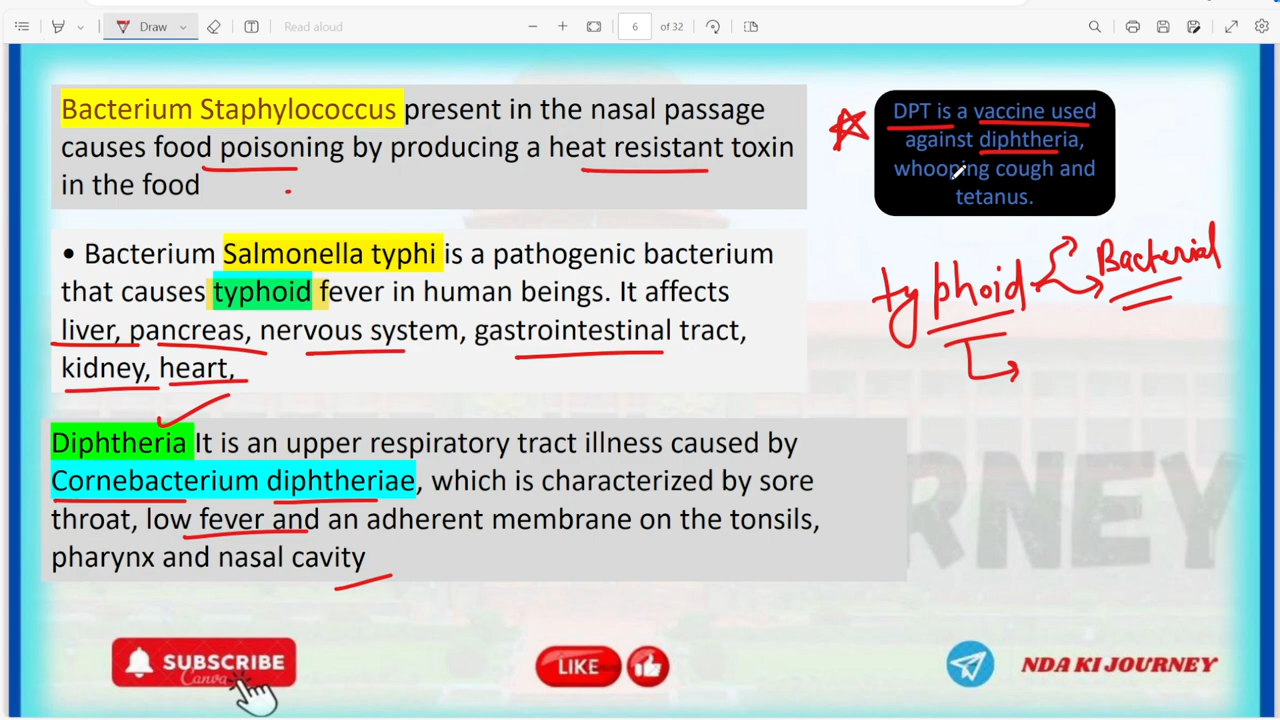 Draw
Read aloud
6 of 32
Bacterium Staphylococcus present in the nasal passage
causes food poisoning by producing a heat resistant toxin
in the food
• Bacterium Salmonella typhi is a pathogenic bacterium
that causes typhoid fever in human beings. It affects
liver, pancreas, nervous system, gastrointestinal tract,
kidney, heart,
Diphtheria It is an upper respiratory tract illness caused by
Cornebacterium diphtheriae, which is characterized by sore
throat, low fever and an adherent membrane on the tonsils,
pharynx and nasal cavity
DPT is a vaccine used
against diphtheria,
whooping cough and
tetanus.
typhoid
Bacterial
URNEY
SUBSCRIBE
Canva
LIKE
NDA KI JOURNEY